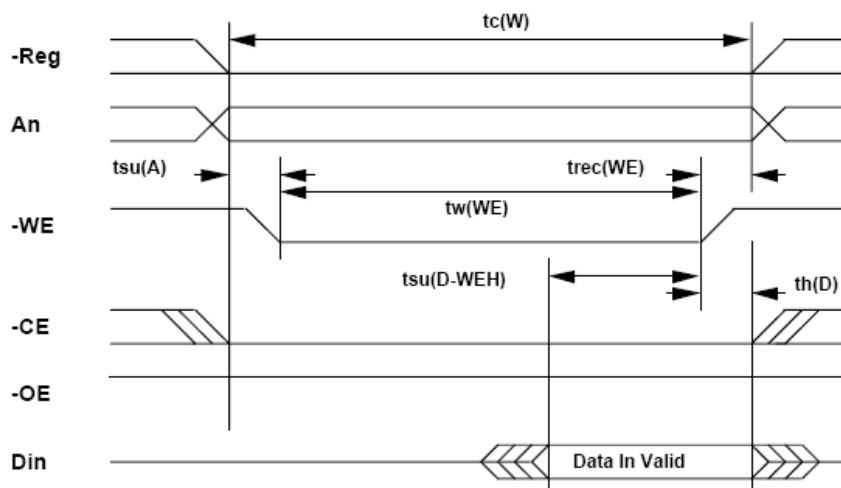 tc(W)
-Reg
An
tsu(A)
trec(WE)
tw(WE)
-WE
tsu(D-WEH)
th(D)
-CE
-OE
Din
Data In Valid